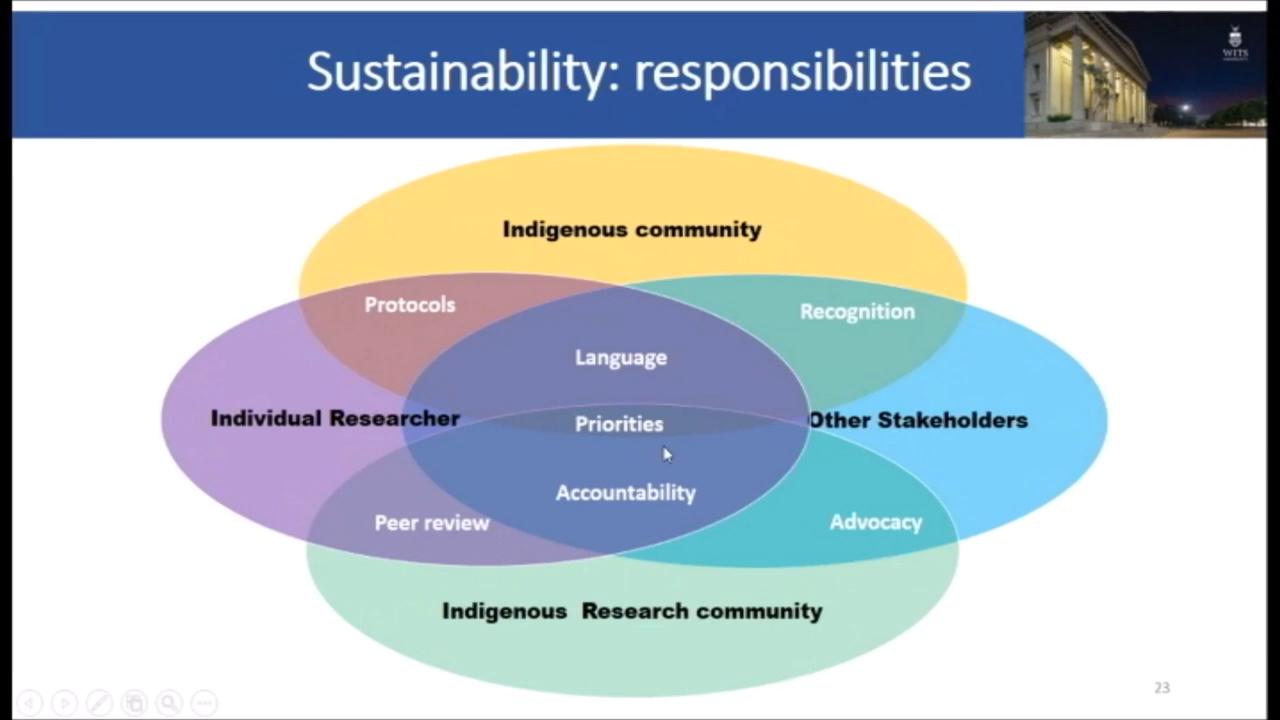 Sustainability: responsibilities
WITS
Indigenous community
Protocols
Recognition
Language
Individual Researcher
Priorities
Other Stakeholders
Accountability
Peer review
Advocacy
Indigenous Research community
23